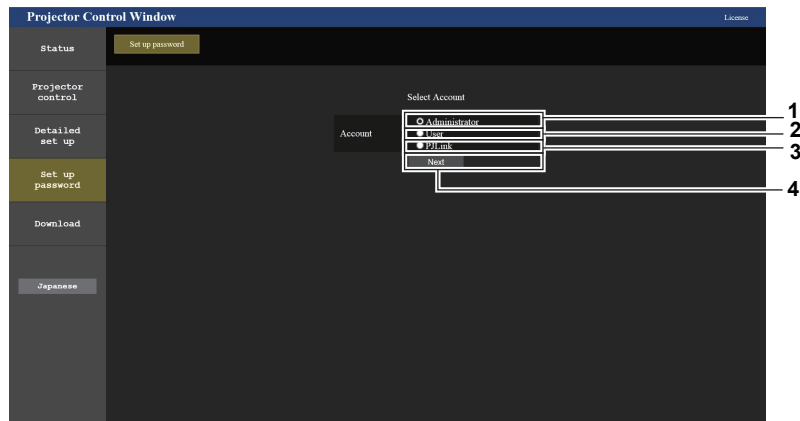 Projector Control Window
License
Status
Set up password
Projector
control
Detailed
set up
Set up
password
Download
Japanese
Select Account
Account
Administrator
User
PJLink
Next
1
2
3
4